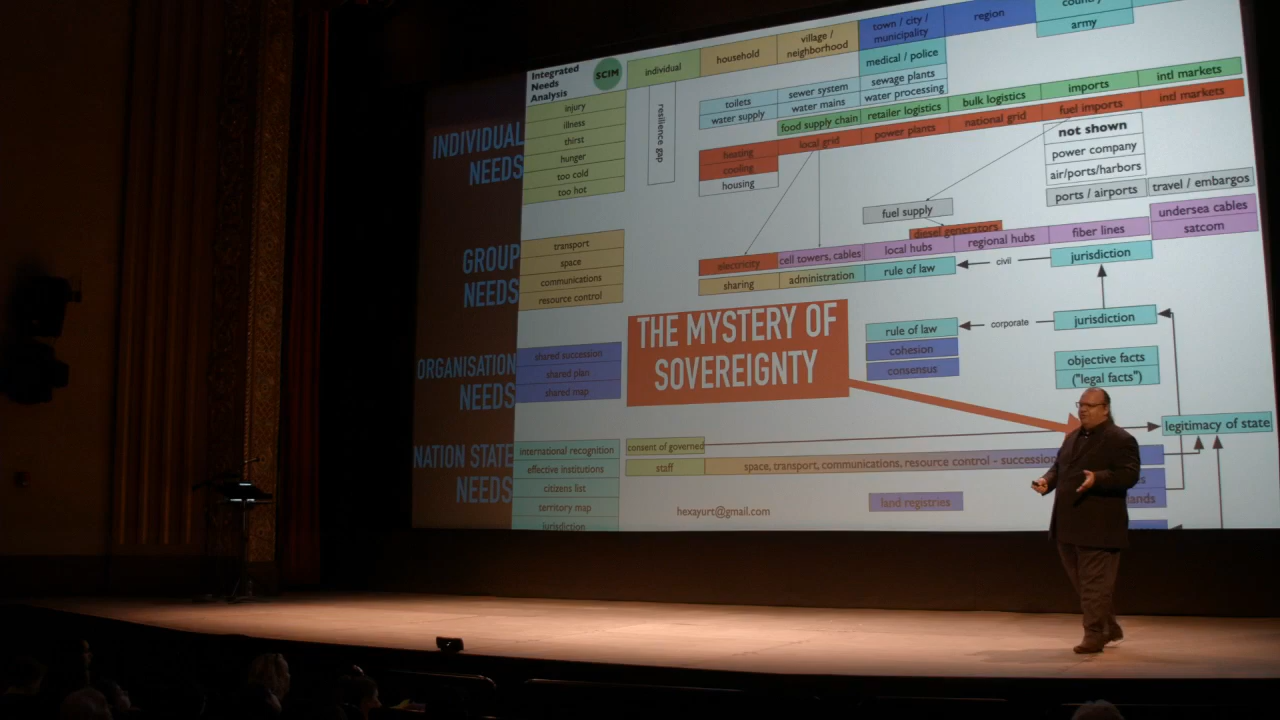 Integrated
Needs
Analysis
SCIM
individual
household
village /
neighborhood
town / city /
municipality
region
army
medical / police
injury
illness
thirst
hunger
too cold
too hot
resilience gap
toilets
water supply
sewer system
water mains
sewage plants
water processing
food supply chain
retailer logistics
bulk logistics
imports
intl markets
heating
cooling
housing
local grid
power plants
national grid
fuel imports
intl markets
not shown
power company
air/ports/harbors
ports / airports
travel / embargos
fuel supply
diesel generators
undersea cables
satcom
INDIVIDUAL
NEEDS
GROUP
NEEDS
transport
space
communications
resource control
electricity
cell towers, cables
local hubs
regional hubs
fiber lines
sharing
administration
rule of law
civil
jurisdiction
THE MYSTERY OF
SOVEREIGNTY
rule of law
corporate
jurisdiction
cohesion
consensus
objective facts
("legal facts")
ORGANISATION
NEEDS
shared succession
shared plan
shared map
legitimacy of state
NATION STATE
NEEDS
international recognition
effective institutions
citizens list
territory map
jurisdiction
consent of governed
staff
space, transport, communications, resource control - succession
land registries
hexayurt@gmail.com